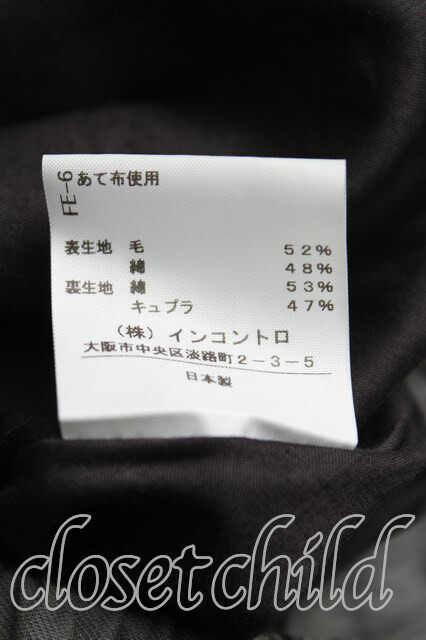 FE-6
あて布使用
表生地 毛 52%
綿 48%
裏生地 綿 53%
キュプラ 47%
(株) インコントロ
大阪市中央区淡路町2-3-5
日本製
closetchild